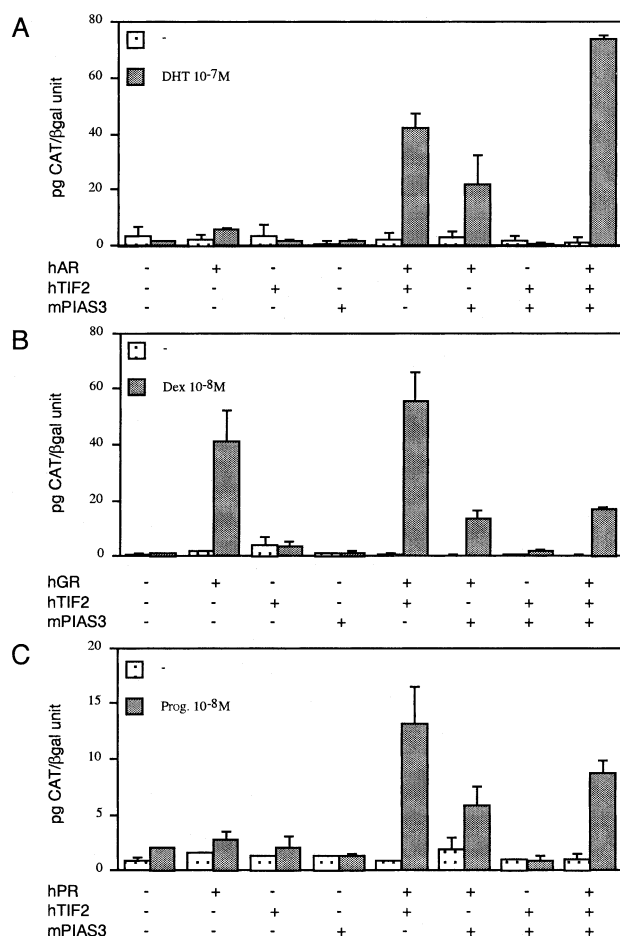 A
80
60
40
20
0
pg CAT/βgal unit
-
DHT 10-7M
hAR - + - - + + - +
hTIF2 - - + - + - + +
mPIAS3 - - - + - + + +
B
80
60
40
20
0
pg CAT/βgal unit
-
Dex 10-8M
hGR - + - - + + - +
hTIF2 - - + - + - + +
mPIAS3 - - - + - + + +
C
20
15
10
5
0
pg CAT/βgal unit
-
Prog. 10-8M
hPR - + - - + + - +
hTIF2 - - + - + - + +
mPIAS3 - - - + - + + +